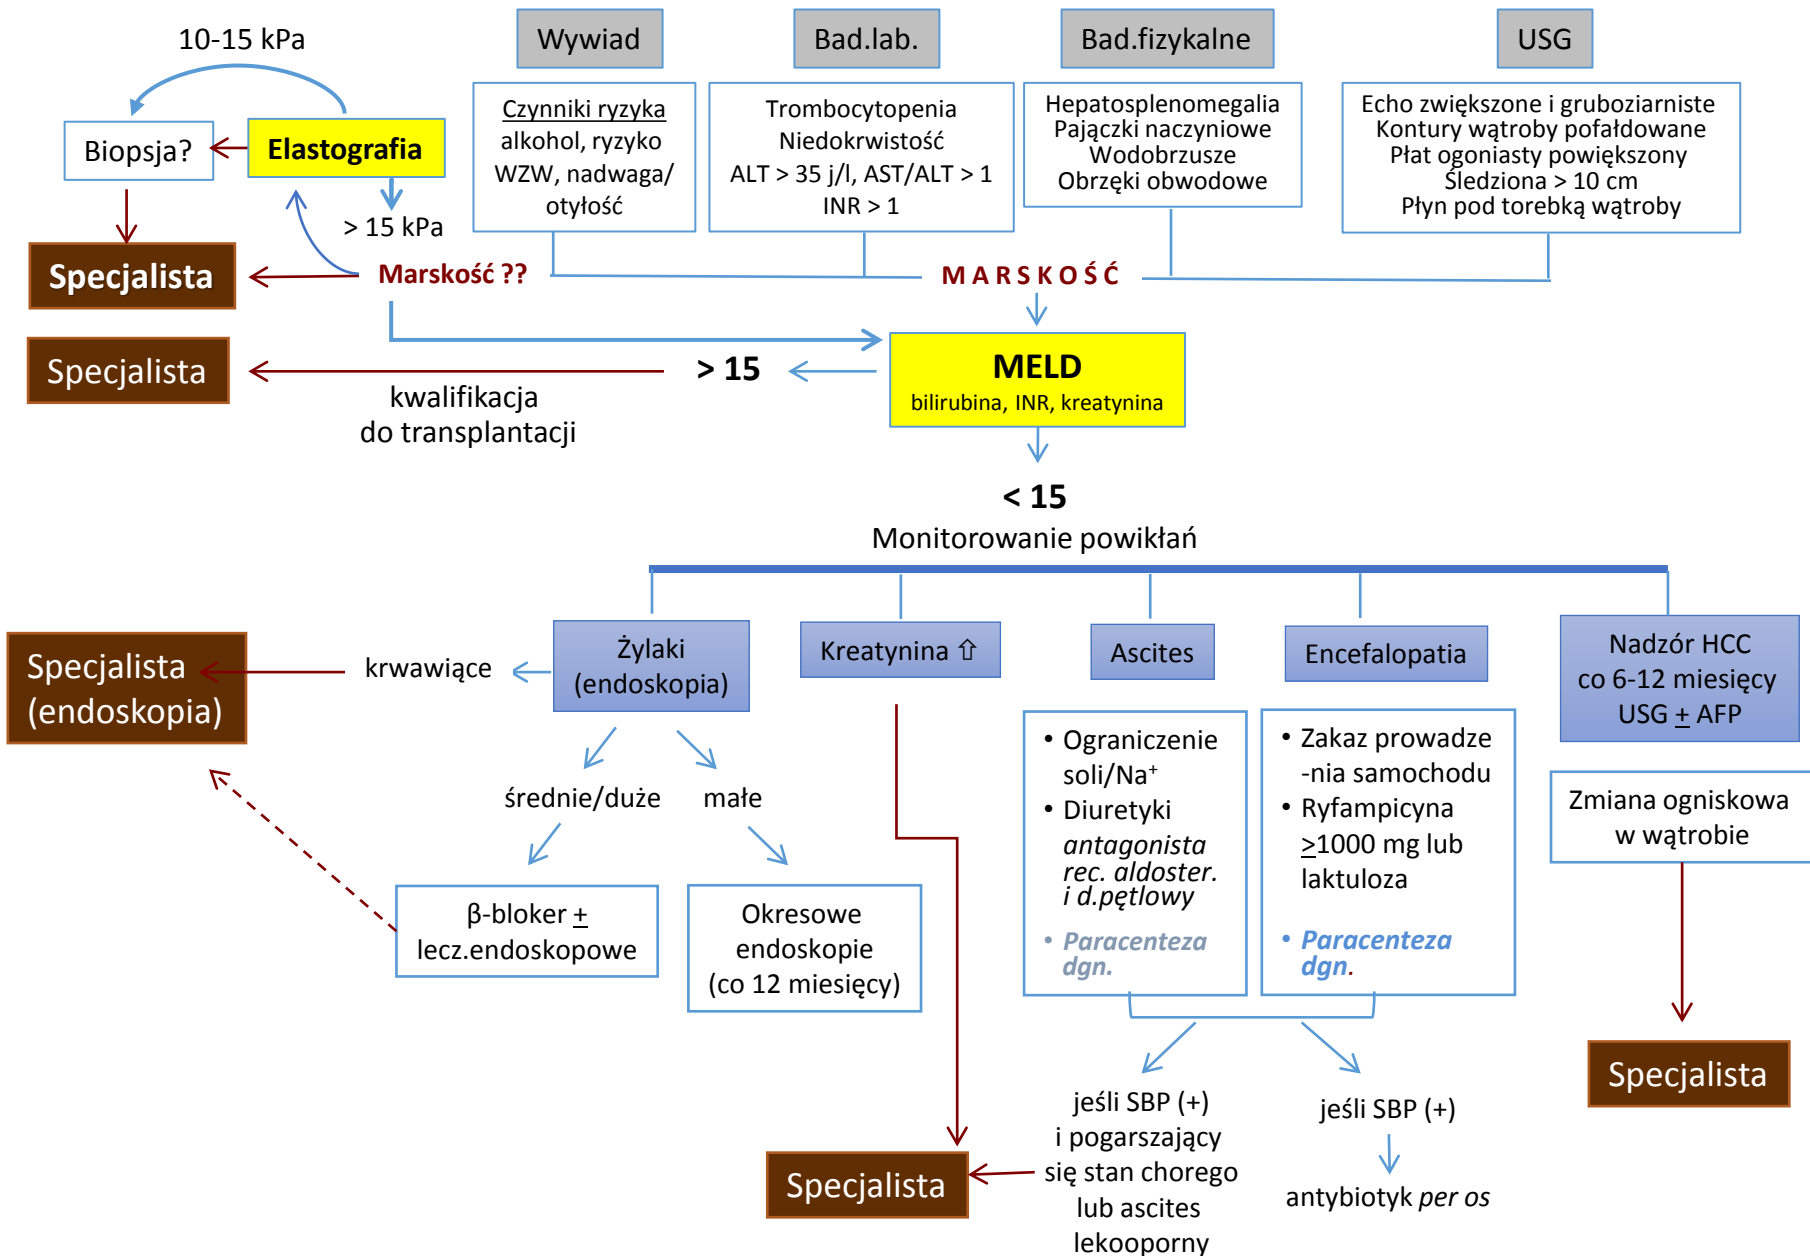 10-15 kPa
Wywiad
Bad.lab.
Bad.fizykalne
USG
Biopsja?
Elastografia
> 15 kPa
Czynniki ryzyka
alkohol, ryzyko
WZW, nadwaga/
otyłość
Trombocytopenia
Niedokrwistość
ALT > 35 j/l, AST/ALT > 1
INR > 1
Hepatosplenomegalia
Pajączki naczyniowe
Wodobrzusze
Obrzęki obwodowe
Echo zwiększone i gruboziarniste
Kontury wątroby pofałdowane
Płat ogoniasty powiększony
Śledziona > 10 cm
Płyn pod torebką wątroby
Specjalista
Marskość ??
M A R S K O Ś Ć
Specjalista
kwalifikacja
do transplantacji
> 15
MELD
bilirubina, INR, kreatynina
< 15
Monitorowanie powikłań
Specjalista
(endoskopia)
krwawiące
Żylaki
(endoskopia)
Kreatynina ⇧
Ascites
Encefalopatia
Nadzór HCC
co 6-12 miesięcy
USG ± AFP
średnie/duże
małe
β-bloker ±
lecz.endoskopowe
Okresowe
endoskopie
(co 12 miesięcy)
• Ograniczenie
soli/Na⁺
• Diuretyki
antagonista
rec. aldoster.
i d.pętlowy
• Paracenteza
dgn.
• Zakaz prowadze
-nia samochodu
• Ryfampicyna
≥1000 mg lub
laktuloza
• Paracenteza
dgn.
Zmiana ogniskowa
w wątrobie
Specjalista
jeśli SBP (+)
i pogarszający
się stan chorego
lub ascites
lekooporny
jeśli SBP (+)
antybiotyk per os
Specjalista